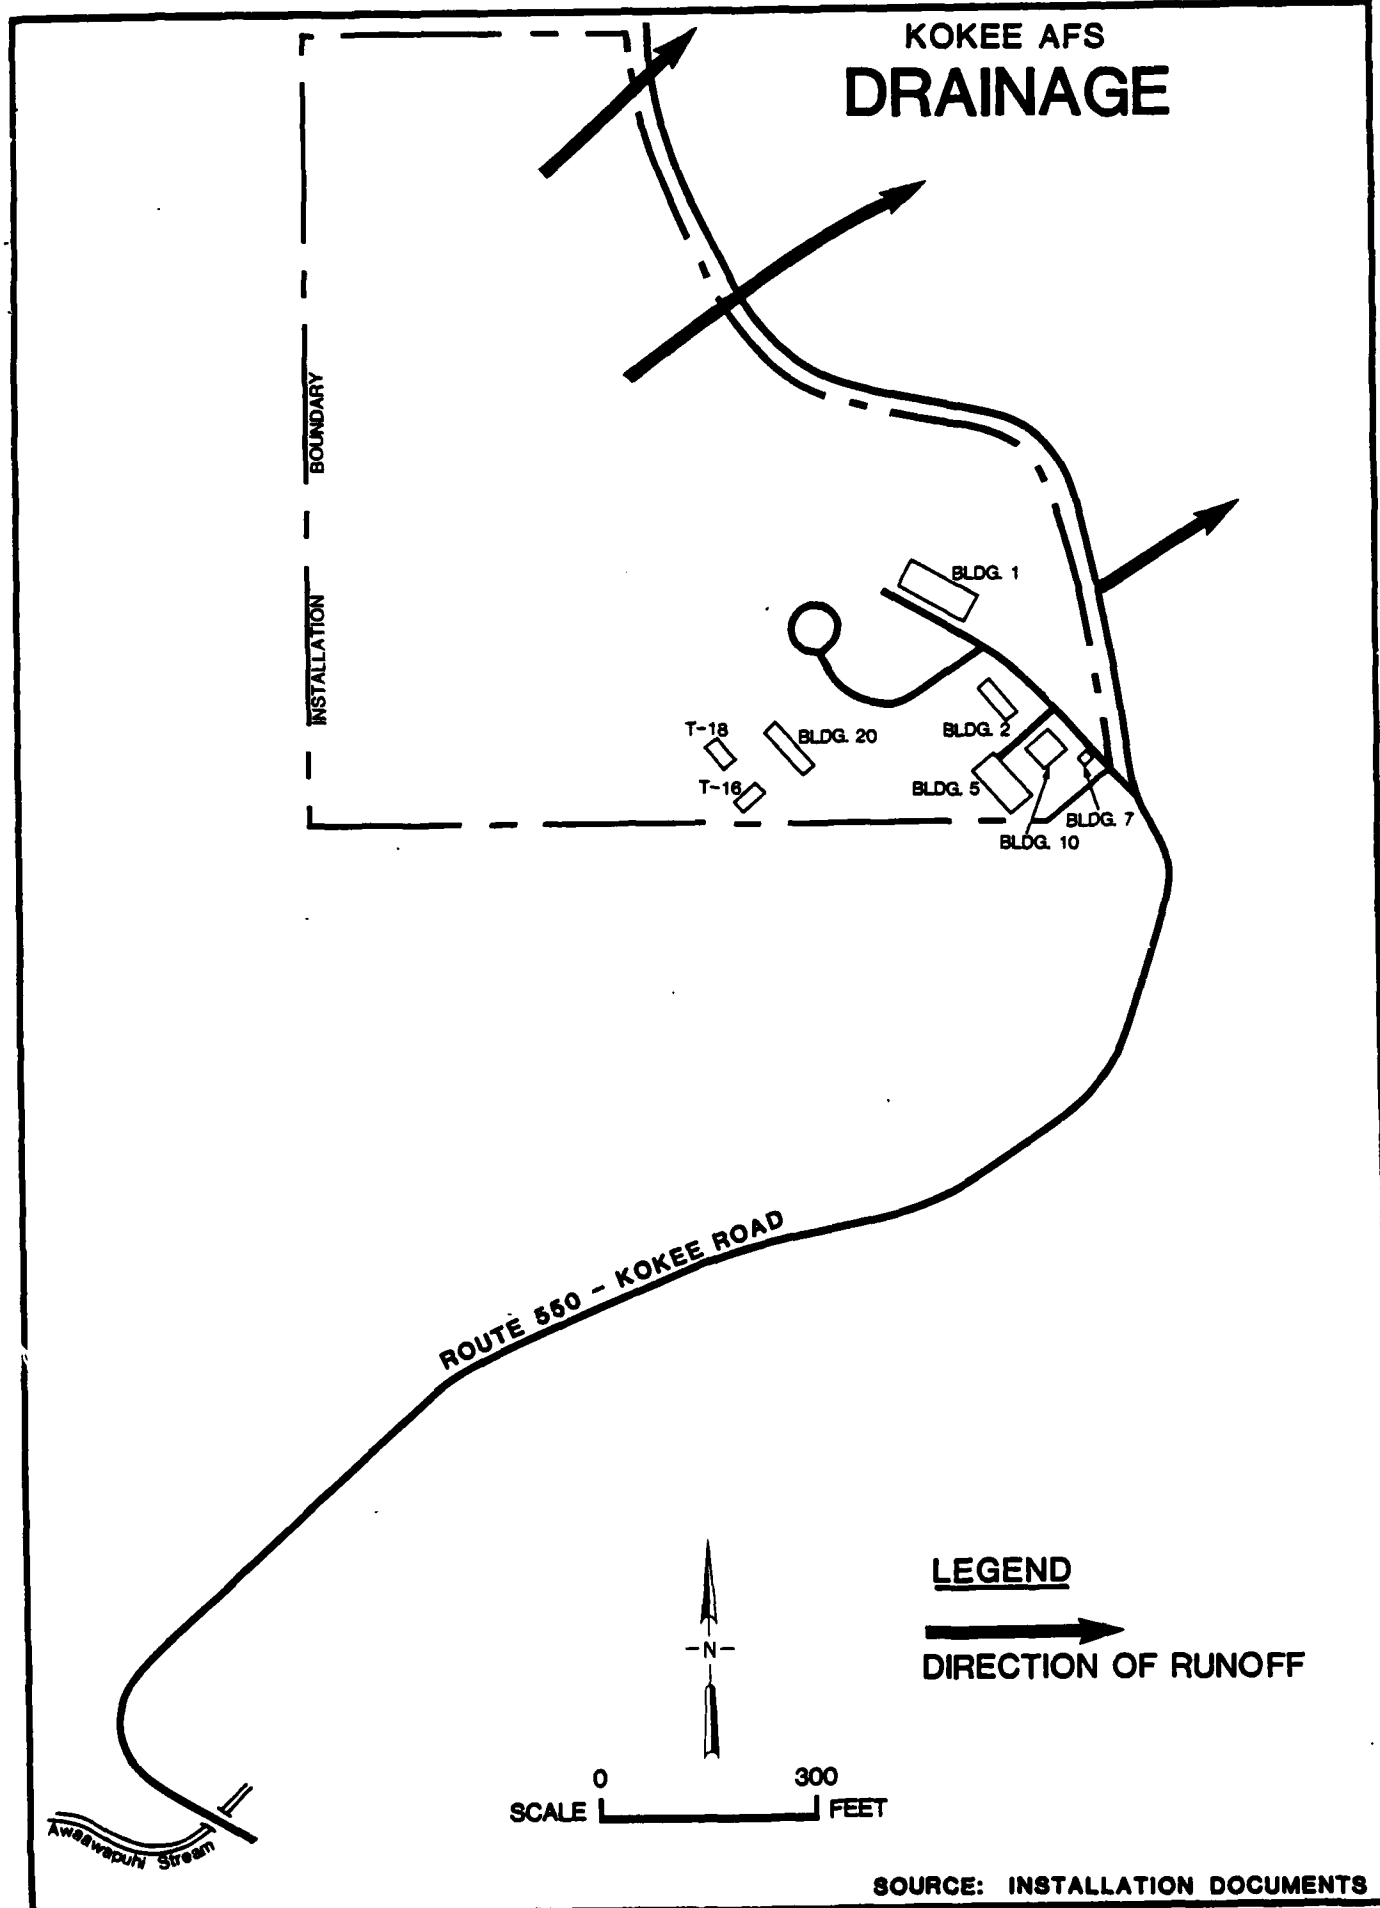 KOKEE AFS
DRAINAGE
INSTALLATION BOUNDARY
BLDG. 1
BLDG. 2
T-18
BLDG. 20
T-16
BLDG. 5
BLDG. 7
BLDG. 10
ROUTE 550 - KOKEE ROAD
LEGEND
DIRECTION OF RUNOFF
-N-
0 300
SCALE FEET
Awaawapuhi Stream
SOURCE: INSTALLATION DOCUMENTS